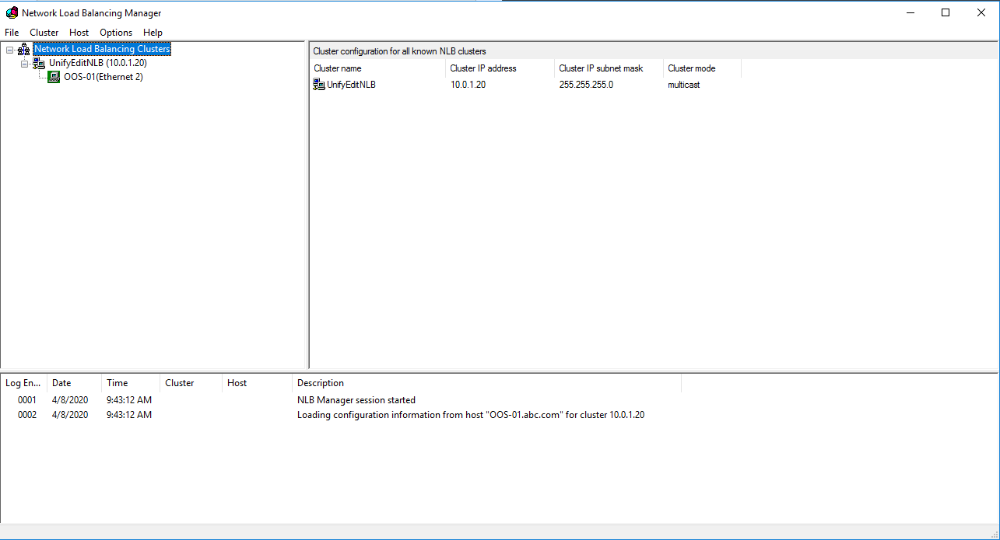 Network Load Balancing Manager
File Cluster Host Options Help
Network Load Balancing Clusters
UnifyEditNLB (10.0.1.20)
OOS-01(Ethernet 2)
Cluster configuration for all known NLB clusters
Cluster name Cluster IP address Cluster IP subnet mask Cluster mode
UnifyEditNLB 10.0.1.20 255.255.255.0 multicast
Log En... Date Time Cluster Host Description
0001 4/8/2020 9:43:12 AM NLB Manager session started
0002 4/8/2020 9:43:12 AM Loading configuration information from host "OOS-01.abc.com" for cluster 10.0.1.20